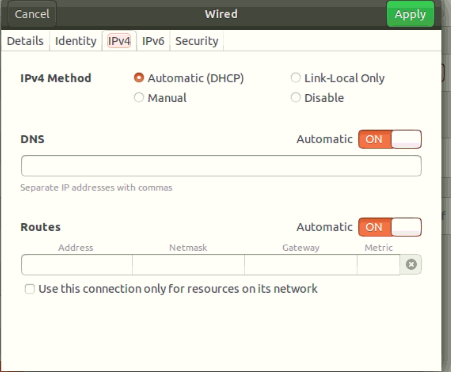 Cancel Wired Apply
Details Identity IPv4 IPv6 Security
IPv4 Method Automatic (DHCP) Link-Local Only
Manual Disable
DNS Automatic ON
Separate IP addresses with commas
Routes Automatic ON
Address Netmask Gateway Metric
Use this connection only for resources on its network